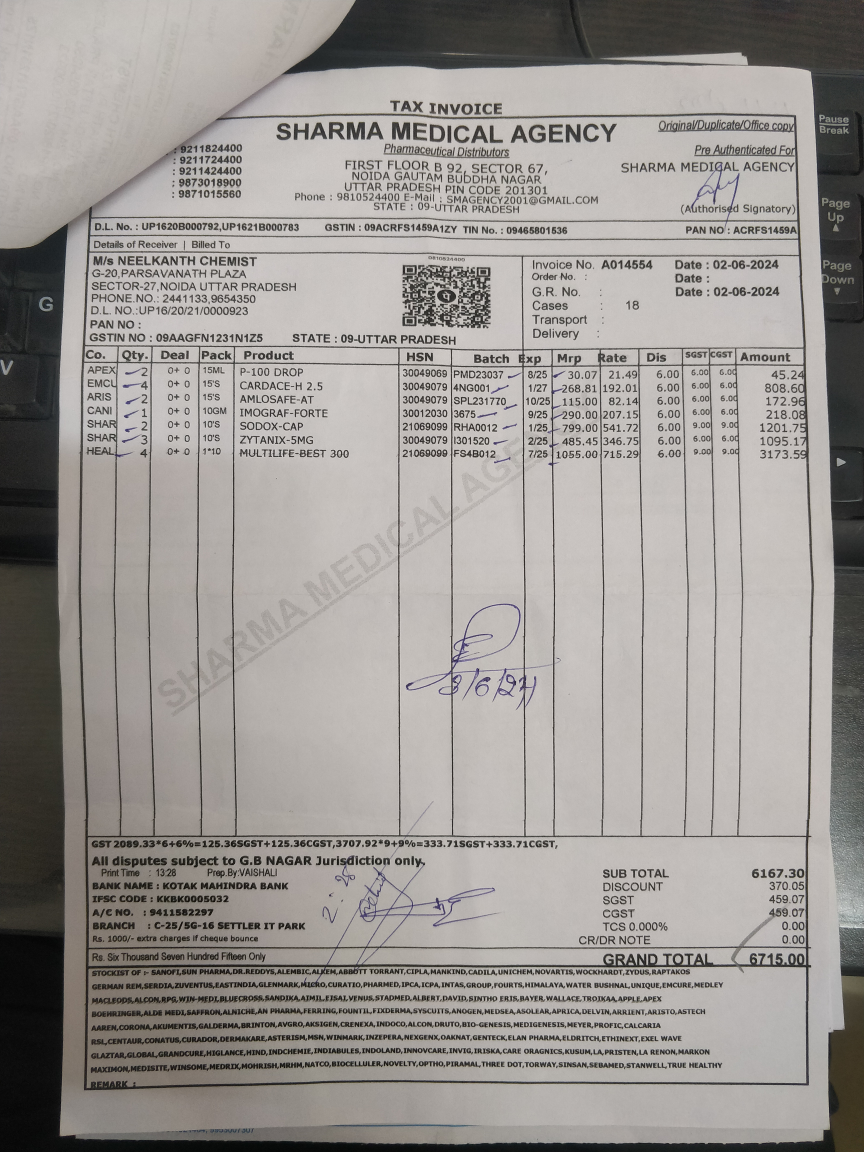 TAX INVOICE
Original/Duplicate/Office copy
SHARMA MEDICAL AGENCY
Pharmaceutical Distributors
: 9211824400
: 9211724400
: 9211424400
: 9873018900
: 9871015560
FIRST FLOOR B 92, SECTOR 67,
NOIDA GAUTAM BUDDHA NAGAR
UTTAR PRADESH PIN CODE 201301
Phone : 9810524400 E-Mail : SMAGENCY2001@GMAIL.COM
STATE : 09-UTTAR PRADESH
Pre Authenticated For
SHARMA MEDICAL AGENCY
(Authorised Signatory)
D.L. No. : UP1620B000792,UP1621B000783 GSTIN : 09ACRFS1459A1ZY TIN No. : 09465801536 PAN NO : ACRFS1459A
Details of Receiver | Billed To
M/s NEELKANTH CHEMIST
G-20,PARSAVANATH PLAZA
SECTOR-27,NOIDA UTTAR PRADESH
PHONE.NO.: 2441133,9654350
D.L.NO.:UP16/20/21/0000923
PAN NO :
GSTIN NO : 09AAGFN1231N1Z5 STATE : 09-UTTAR PRADESH
9810524400
Invoice No. A014554 Date : 02-06-2024
Order No. : Date :
G.R. No. : Date : 02-06-2024
Cases : 18
Transport :
Delivery :
Co. Qty. Deal Pack Product HSN Batch Exp Mrp Rate Dis SGST CGST Amount
APEX 2 0+ 0 15ML P-100 DROP 30049069 PMD23037 8/25 30.07 21.49 6.00 6.00 6.00 45.24
EMCU 4 0+ 0 15'S CARDACE-H 2.5 30049079 4NG001 1/27 268.81 192.01 6.00 6.00 6.00 808.60
ARIS 2 0+ 0 15'S AMLOSAFE-AT 30049079 SPL231770 10/25 115.00 82.14 6.00 6.00 6.00 172.96
CANI 1 0+ 0 10GM IMOGRAF-FORTE 30012030 3675 9/25 290.00 207.15 6.00 6.00 6.00 218.08
SHAR 2 0+ 0 10'S SODOX-CAP 21069099 RHA0012 1/25 799.00 541.72 6.00 9.00 9.00 1201.75
SHAR 3 0+ 0 10'S ZYTANIX-5MG 30049079 I301520 2/25 485.45 346.75 6.00 6.00 6.00 1095.17
HEAL 4 0+ 0 1*10 MULTILIFE-BEST 300 21069099 FS4B012 7/25 1055.00 715.29 6.00 9.00 9.00 3173.59
SHARMA MEDICAL AGENCY
3/6/24
GST 2089.33*6+6%=125.36SGST+125.36CGST,3707.92*9+9%=333.71SGST+333.71CGST,
All disputes subject to G.B NAGAR Jurisdiction only.
Print Time : 13:28 Prep.By:VAISHALI
BANK NAME : KOTAK MAHINDRA BANK
IFSC CODE : KKBK0005032
A/C NO. : 9411582297
BRANCH : C-25/5G-16 SETTLER IT PARK
Rs. 1000/- extra charges if cheque bounce
2:28
SUB TOTAL 6167.30
DISCOUNT 370.05
SGST 459.07
CGST 459.07
TCS 0.000% 0.00
CR/DR NOTE 0.00
Rs. Six Thousand Seven Hundred Fifteen Only
GRAND TOTAL 6715.00
STOCKIST OF :- SANOFI, SUN PHARMA,DR.REDDYS,ALEMBIC,ALKEM,ABBOTT TORRANT,CIPLA,MANKIND,CADILA,UNICHEM,NOVARTIS,WOCKHARDT,ZYDUS,RAPTAKOS
GERMAN REM,SERDIA,ZUVENTUS,EASTINDIA,GLENMARK,MICRO,CURATIO,PHARMED,IPCA,ICPA,INTAS,GROUP,FOURTS,HIMALAYA,WATER BUSHNAL,UNIQUE,EMCURE,MEDLEY
MACLEODS,ALCON,RPG,WIN-MEDI,BLUECROSS,SANDIKA,AIMIL,EISAI,VENUS,STADMED,ALBERT,DAVID,SINTHO ERIS,BAYER,WALLACE,TROIKAA,APPLE,APEX
BOEHRINGER,ALDE MEDI,SAFFRON,ALNICHE,AN PHARMA,FERRING,FOUNTIL,FIXDERMA,SYSCUITS,ANOGEN,MEDSEA,ASOLEAR,APRICA,DELVIN,ARRIENT,ARISTO,ASTECH
AAREN,CORONA,AKUMENTIS,GALDERMA,BRINTON,AVGRO,AKSIGEN,CRENEXA,INDOCO,ALCON,DRUTO,BIO-GENESIS,MEDIGENESIS,MEYER,PROFIC,CALCARIA
RSL,CENTAUR,CONATUS,CURADOR,DERMAKARE,ASTERISM,MSN,WINMARK,INZEPERA,NEXGENX,OAKNAT,GENTECK,ELAN PHARMA,ELDRITCH,ETHINEXT,EXEL WAVE
GLAZTAR,GLOBAL,GRANDCURE,HIGLANCE,HIND,INDCHEMIE,INDIABULES,INDOLAND,INNOVCARE,INVIG,IRISKA,CARE ORAGNICS,KUSUM,LA,PRISTEN,LA RENON,MARKON
MAXIMON,MEDISITE,WINSOME,MEDRIX,MOHRISH,MRHM,NATCO,BIOCELLULER,NOVELTY,OPTHO,PIRAMAL,THREE DOT,TORWAY,SINSAN,SEBAMED,STANWELL,TRUE HEALTHY
REMARK :
Pause
Break
Page
Up
Page
Down
G
V